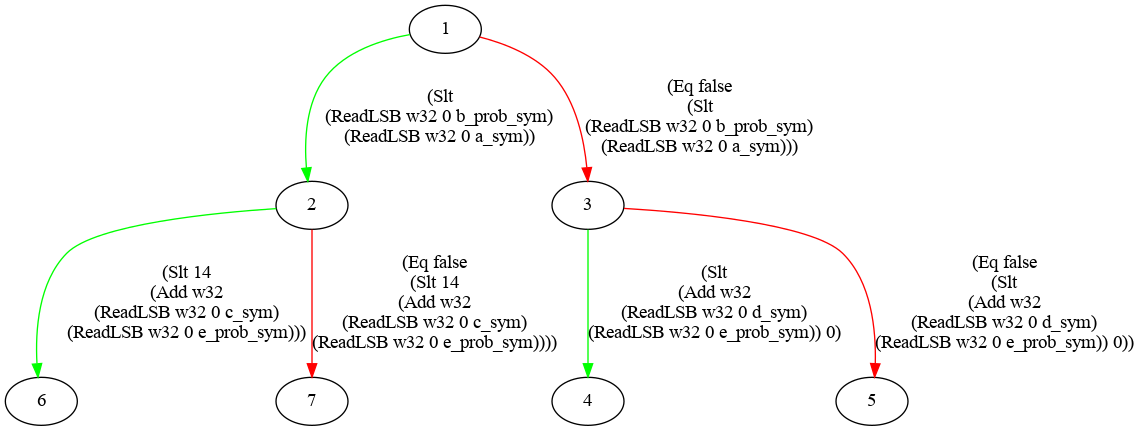 1
(Slt
(ReadLSB w32 0 b_prob_sym)
(ReadLSB w32 0 a_sym))
(Eq false
(Slt
(ReadLSB w32 0 b_prob_sym)
(ReadLSB w32 0 a_sym)))
2
3
(Slt 14
(Add w32
(ReadLSB w32 0 c_sym)
(ReadLSB w32 0 e_prob_sym)))
(Eq false
(Slt 14
(Add w32
(ReadLSB w32 0 c_sym)
(ReadLSB w32 0 e_prob_sym))))
(Slt
(Add w32
(ReadLSB w32 0 d_sym)
(ReadLSB w32 0 e_prob_sym)) 0)
(Eq false
(Slt
(Add w32
(ReadLSB w32 0 d_sym)
(ReadLSB w32 0 e_prob_sym)) 0))
6
7
4
5